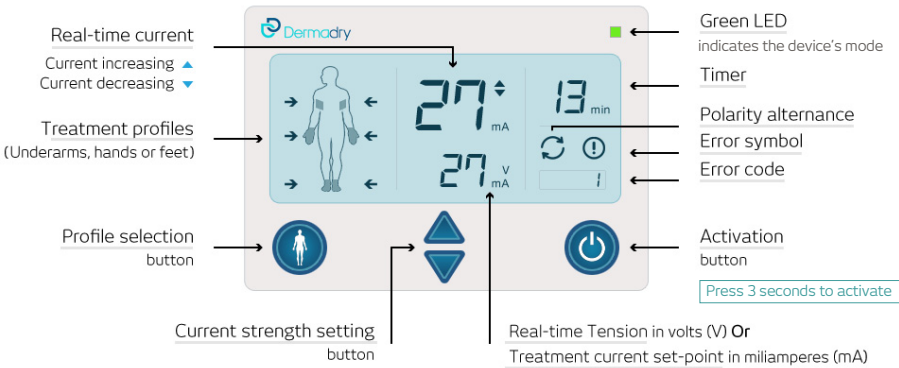 Real-time current
Current increasing ▲
Current decreasing ▼
Treatment profiles
(Underarms, hands or feet)
Profile selection
button
Current strength setting
button
Dermadry
27 mA
27 V
mA
13 min
1
Green LED
indicates the device's mode
Timer
Polarity alternance
Error symbol
Error code
Activation
button
Press 3 seconds to activate
Real-time Tension in volts (V) Or
Treatment current set-point in miliamperes (mA)